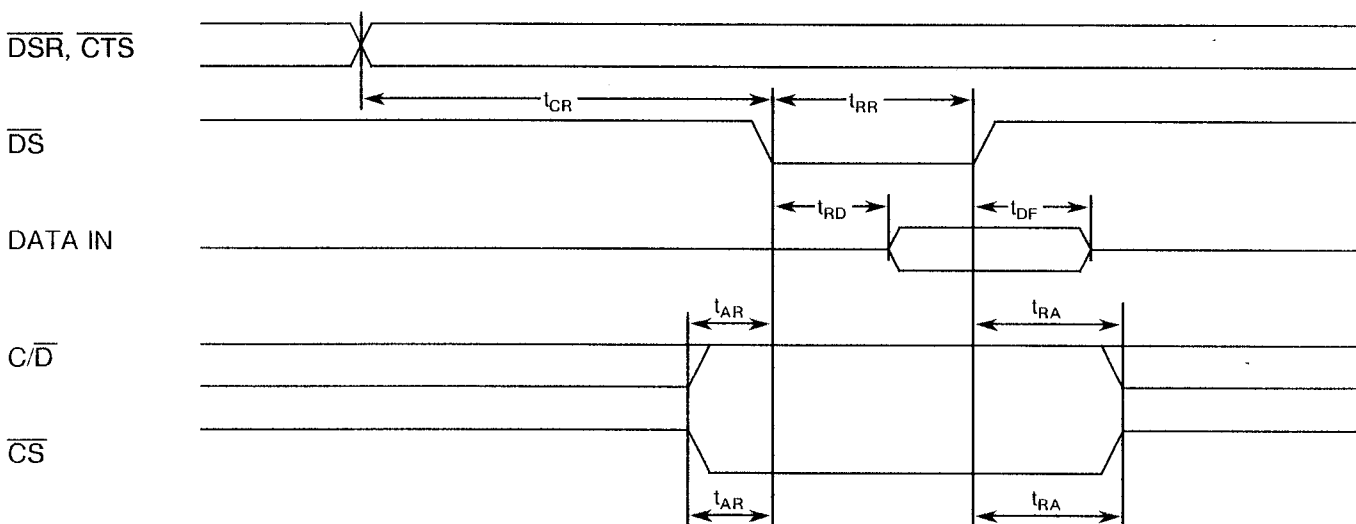 DSR, CTS
tCR
tRR
DS
tRD
tDF
DATA IN
tAR
tRA
C/D
CS
tAR
tRA